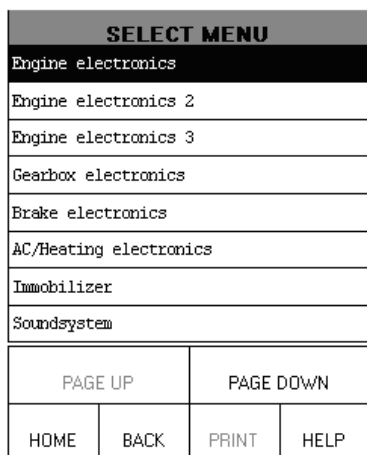 SELECT MENU
Engine electronics
Engine electronics 2
Engine electronics 3
Gearbox electronics
Brake electronics
AC/Heating electronics
Immobilizer
Soundsystem
PAGE UP PAGE DOWN
HOME BACK PRINT HELP